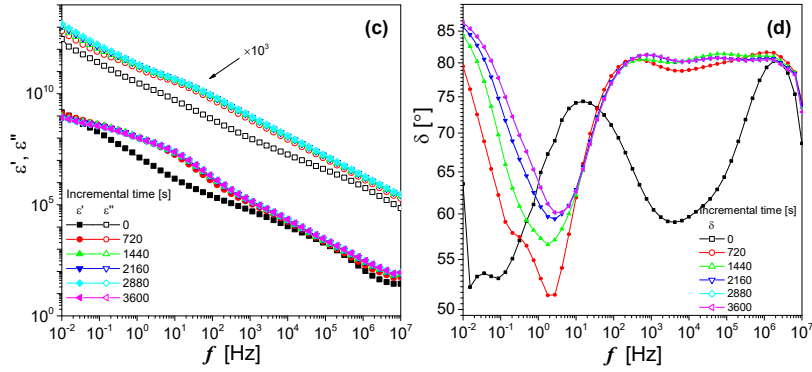 (c)
×10³
10¹⁰
10⁵
10⁰
ε', ε"
Incremental time [s]
ε' ε"
0
720
1440
2160
2880
3600
10⁻² 10⁻¹ 10⁰ 10¹ 10² 10³ 10⁴ 10⁵ 10⁶ 10⁷
f [Hz]
(d)
85
80
75
70
65
60
55
50
δ [°]
Incremental time [s]
δ
0
720
1440
2160
2880
3600
10⁻² 10⁻¹ 10⁰ 10¹ 10² 10³ 10⁴ 10⁵ 10⁶ 10⁷
f [Hz]